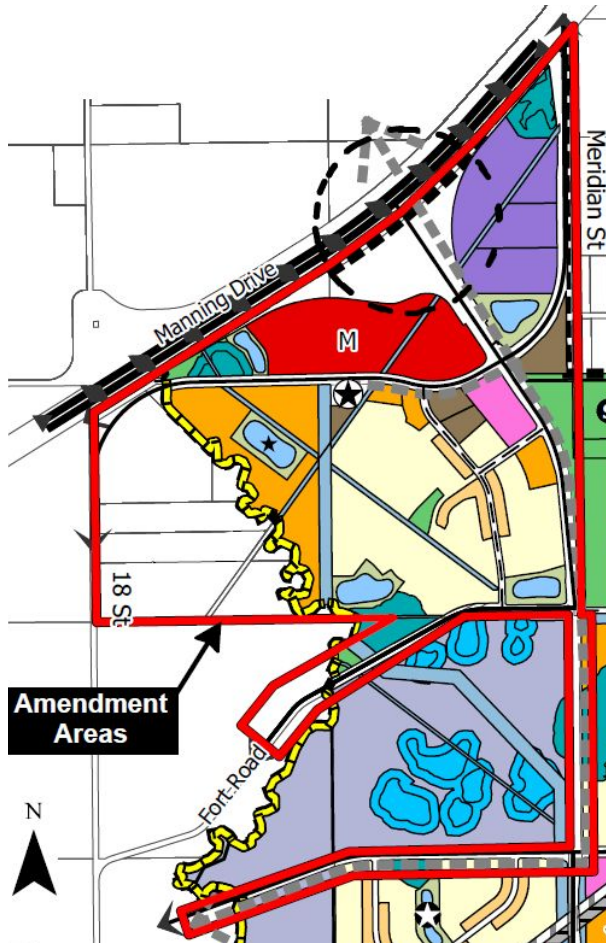 Meridian St
Manning Drive
M
18 St
Amendment
Areas
Fort Road
N